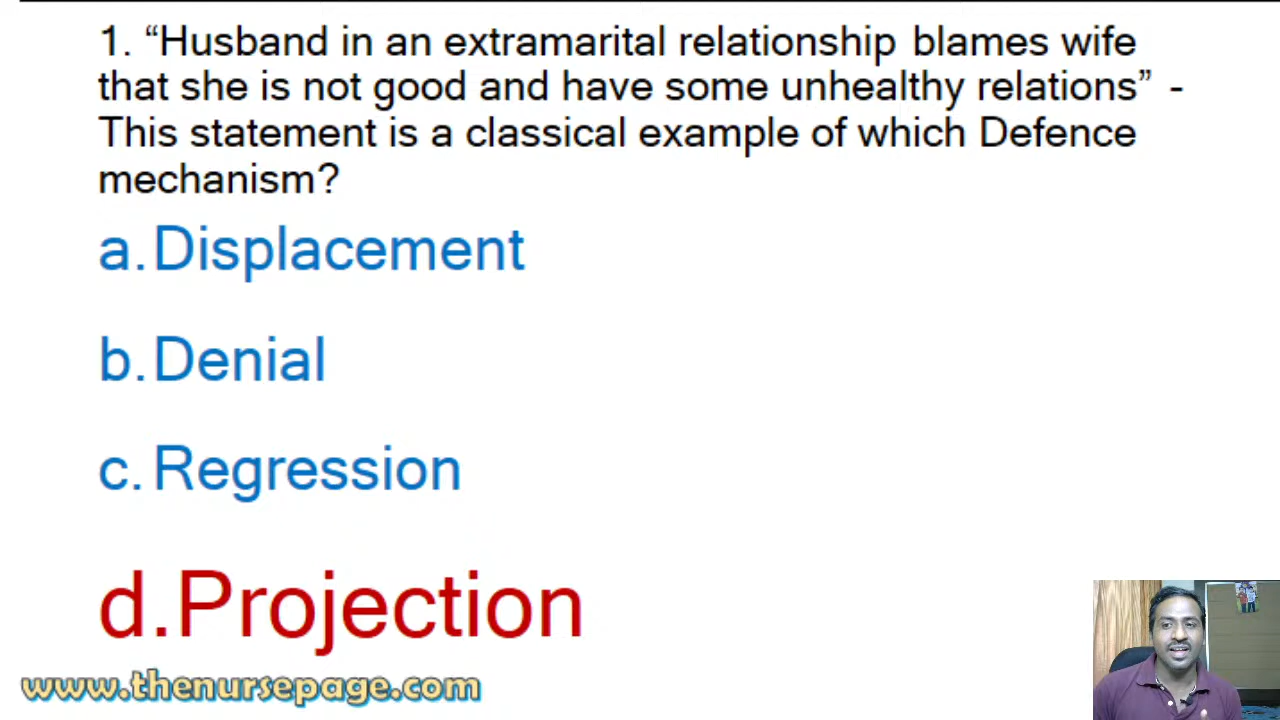 1. “Husband in an extramarital relationship blames wife
that she is not good and have some unhealthy relations” -
This statement is a classical example of which Defence
mechanism?
a. Displacement
b. Denial
c. Regression
d. Projection
www.thenursepage.com